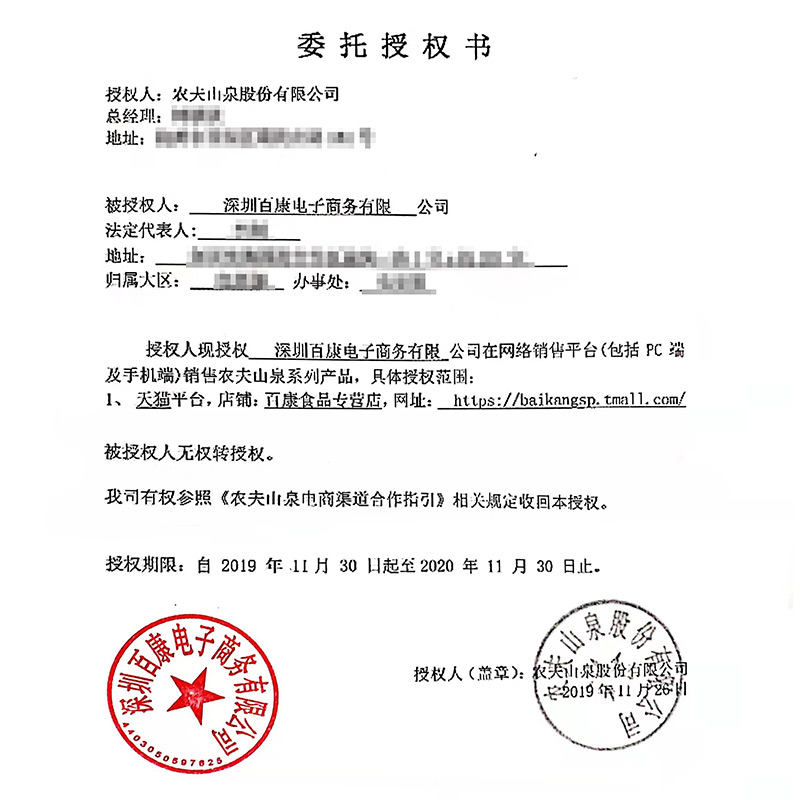 委托授权书
授权人：农夫山泉股份有限公司
总经理：
地址：号
被授权人：深圳百康电子商务有限公司
法定代表人：
地址：
归属大区： 办事处：
授权人现授权 深圳百康电子商务有限 公司在网络销售平台(包括 PC 端
及手机端)销售农夫山泉系列产品，具体授权范围：
1、 天猫平台，店铺：百康食品专营店，网址： https://baikangsp.tmall.com/
被授权人无权转授权。
我司有权参照《农夫山泉电商渠道合作指引》相关规定收回本授权。
授权期限：自 2019 年 11 月 30 日起至 2020 年 11 月 30 日止。
授权人（盖章）：农夫山泉股份有限公司
2019 年 11 月 26 日
深圳百康电子商务有限公司
4403050597625
农夫山泉股份有限公司